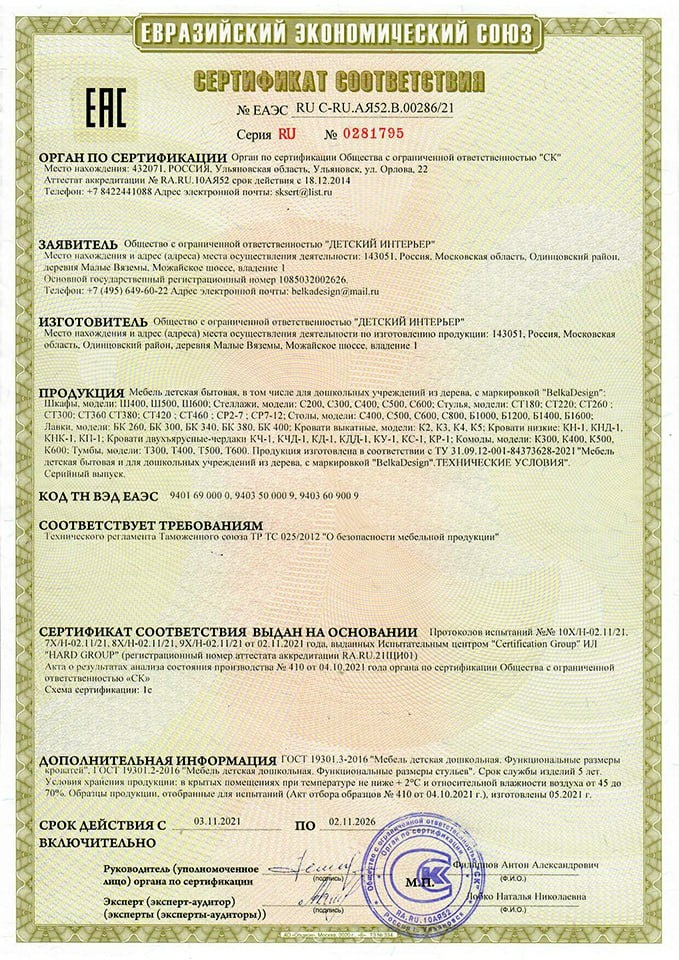 ЕВРАЗИЙСКИЙ ЭКОНОМИЧЕСКИЙ СОЮЗ
СЕРТИФИКАТ СООТВЕТСТВИЯ
ЕАС
№ ЕАЭС RU С-RU.АЯ52.В.00286/21
Серия RU № 0281795
ОРГАН ПО СЕРТИФИКАЦИИ Орган по сертификации Общества с ограниченной ответственностью "СК"
Место нахождения: 432071, РОССИЯ, Ульяновская область, Ульяновск, ул. Орлова, 22
Аттестат аккредитации № RA.RU.10АЯ52 срок действия с 18.12.2014
Телефон: +7 8422441088 Адрес электронной почты: sksert@list.ru
ЗАЯВИТЕЛЬ Общество с ограниченной ответственностью "ДЕТСКИЙ ИНТЕРЬЕР"
Место нахождения и адрес (адреса) места осуществления деятельности: 143051, Россия, Московская область, Одинцовский район,
деревня Малые Вяземы, Можайское шоссе, владение 1
Основной государственный регистрационный номер 1085032002626.
Телефон: +7 (495) 649-60-22 Адрес электронной почты: belkadesign@mail.ru
ИЗГОТОВИТЕЛЬ Общество с ограниченной ответственностью "ДЕТСКИЙ ИНТЕРЬЕР"
Место нахождения и адрес (адреса) места осуществления деятельности по изготовлению продукции: 143051, Россия, Московская
область, Одинцовский район, деревня Малые Вяземы, Можайское шоссе, владение 1
ПРОДУКЦИЯ Мебель детская бытовая, в том числе для дошкольных учреждений из дерева, с маркировкой "BelkaDesign":
Шкафы, модели: Ш400, Ш500, Ш600; Стеллажи, модели: С200, С300, С400, С500, С600; Стулья, модели: СТ180; СТ220; СТ260 ;
СТ300; СТ360 СТ380; СТ420 ; СТ460 ; СР2-7 ; СР7-12; Столы, модели: С400, С500, С600, С800, Б1000, Б1200, Б1400, Б1600;
Лавки, модели: БК 260, БК 300, БК 340, БК 380, БК 400; Кровати выкатные, модели: К2, К3, К4, К5; Кровати низкие: КН-1, КНД-1,
КНК-1, КП-1; Кровати двухъярусные-чердаки КЧ-1, КЧД-1, КД-1, КДД-1, КУ-1, КС-1, КР-1; Комоды, модели: К300, К400, К500,
К600; Тумбы, модели: Т300, Т400, Т500, Т600. Продукция изготовлена в соответствии с ТУ 31.09.12-001-84373628-2021"Мебель
детская бытовая и для дошкольных учреждений из дерева, с маркировкой "BelkaDesign".ТЕХНИЧЕСКИЕ УСЛОВИЯ".
Серийный выпуск.
КОД ТН ВЭД ЕАЭС 9401 69 000 0, 9403 50 000 9, 9403 60 900 9
СООТВЕТСТВУЕТ ТРЕБОВАНИЯМ
Технического регламента Таможенного союза ТР ТС 025/2012 "О безопасности мебельной продукции"
СЕРТИФИКАТ СООТВЕТСТВИЯ ВЫДАН НА ОСНОВАНИИ Протоколов испытаний №№ 10Х/Н-02.11/21,
7Х/Н-02.11/21, 8Х/Н-02.11/21, 9Х/Н-02.11/21 от 02.11.2021 года, выданных Испытательным центром "Certification Group" ИЛ
"HARD GROUP" (регистрационный номер аттестата аккредитации RA.RU.21ЩИ01)
Акта о результатах анализа состояния производства № 410 от 04.10.2021 года органа по сертификации Общества с ограниченной
ответственностью «СК»
Схема сертификации: 1с
ДОПОЛНИТЕЛЬНАЯ ИНФОРМАЦИЯ ГОСТ 19301.3-2016 "Мебель детская дошкольная. Функциональные размеры
кроватей", ГОСТ 19301.2-2016 "Мебель детская дошкольная. Функциональные размеры стульев". Срок службы изделий 5 лет.
Условия хранения продукции: в крытых помещениях при температуре не ниже + 2°С и относительной влажности воздуха от 45 до
70%. Образцы продукции, отобранные для испытаний (Акт отбора образцов № 410 от 04.10.2021 г.), изготовлены 05.2021 г.
СРОК ДЕЙСТВИЯ С 03.11.2021 ПО 02.11.2026
ВКЛЮЧИТЕЛЬНО
Руководитель (уполномоченное
лицо) органа по сертификации
(подпись)
М.П.
Филиппов Антон Александрович
(Ф.И.О.)
Эксперт (эксперт-аудитор)
(эксперты (эксперты-аудиторы))
(подпись)
Лойко Наталья Николаевна
(Ф.И.О.)
Общество с ограниченной ответственностью "СК"
Орган по сертификации
СК
RA.RU.10АЯ52
Россия г. Ульяновск
АО «Опцион», Москва, 2020 г., «Б». ТЗ № 334.